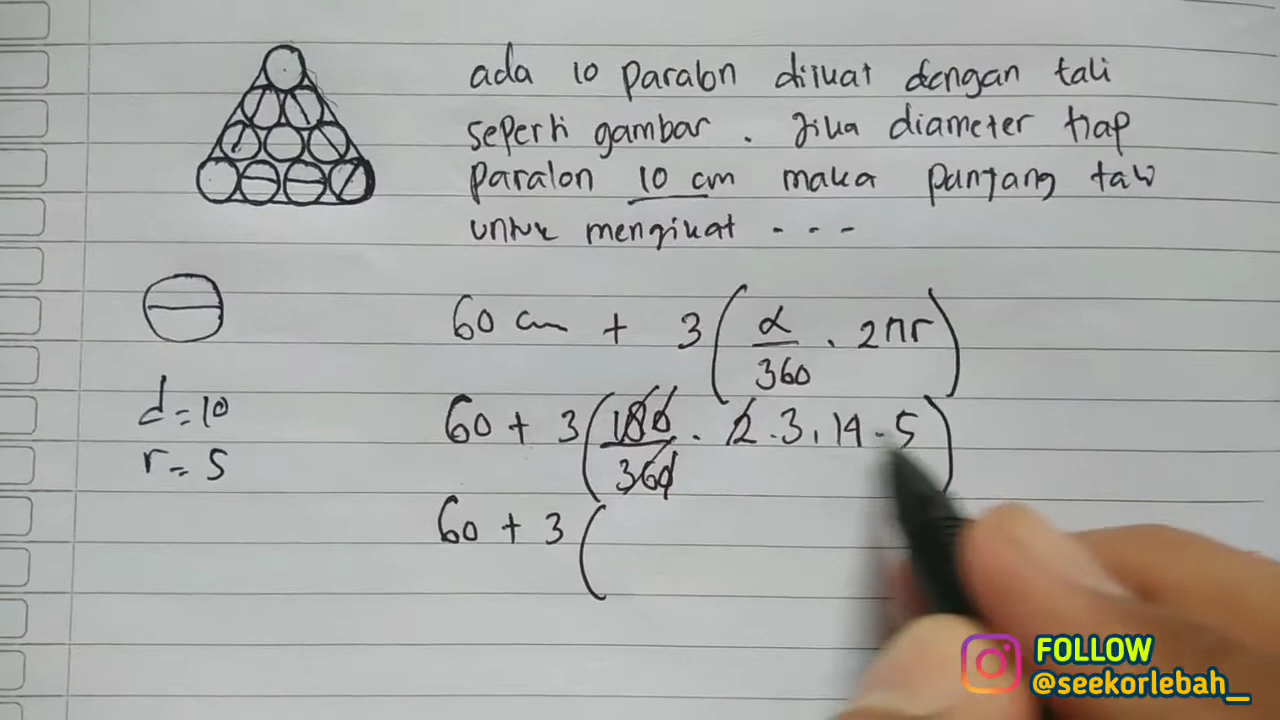 ada 10 paralon diikat dengan tali
seperti gambar. jika diameter tiap
paralon 10 cm maka panjang tali
untuk mengikat ...
60 cm + 3 ( α/360 . 2πr )
d = 10
60 + 3 ( 180/360 . 2.3,14.5 )
r = 5
60 + 3 (
FOLLOW
@seekorlebah_